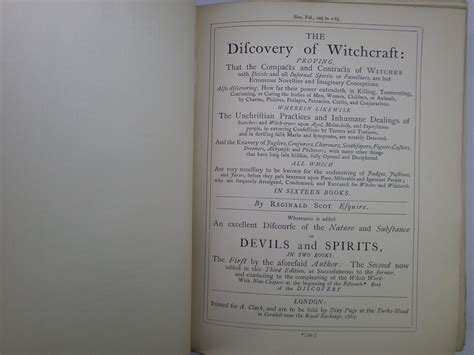 Size, Fol., 10¾ in. × 6¾.
THE
Difcovery of Witchcraft:
PROVING,
That the Compacts and Contracts of WITCHES
with Devils and all Infernal Spirits or Familiars, are but
Erroneous Novelties and Imaginary Conceptions.
Alfo Difcovering, How far their power extendeth, in Killing, Tormenting,
Confuming, or Curing the bodies of Men, Women, Children, or Animals,
by Charms, Philtres, Periapts, Pentacles, Curfes, and Conjurations.
WHEREIN LIKEWISE
The Unchriftian Practices and Inhumane Dealings of
Searchers and Witch-tryers upon Aged, Melancholly, and Superftitious
people, in extorting Confeffions by Terrors and Tortures,
and in devifing falfe Marks and Symptoms, are notably Detected.
And the Knavery of Juglers, Conjurers, Charmers, Soothfayers, Figure-Cafters,
Dreamers, Alchymifts and Philterers; with many other things
that have long lain hidden, fully Opened and Deciphered.
ALL WHICH
Are very neceffary to be known for the undeceiving of Judges, Juftices,
and Jurors, before they pafs Sentence upon Poor, Miferable and Ignorant People;
who are frequently Arraigned, Condemned, and Executed for Witches and Wizzards.
IN SIXTEEN BOOKS.
By REGINALD SCOT Efquire.
Whereunto is added
An excellent Difcourfe of the Nature and Subftance
OF
DEVILS and SPIRITS,
IN TWO BOOKS:
The Firft by the aforefaid Author: The Second now
added in this Third Edition, as Succedaneous to the former,
and conducing to the compleating of the Whole Work:
With Nine Chapters at the beginning of the Fifteenth Book
of the DISCOVERY.
LONDON:
Printed for A. Clark, and are to be fold by Dixy Page at the Turks-Head
in Cornhill near the Royall Exchange, 1665.